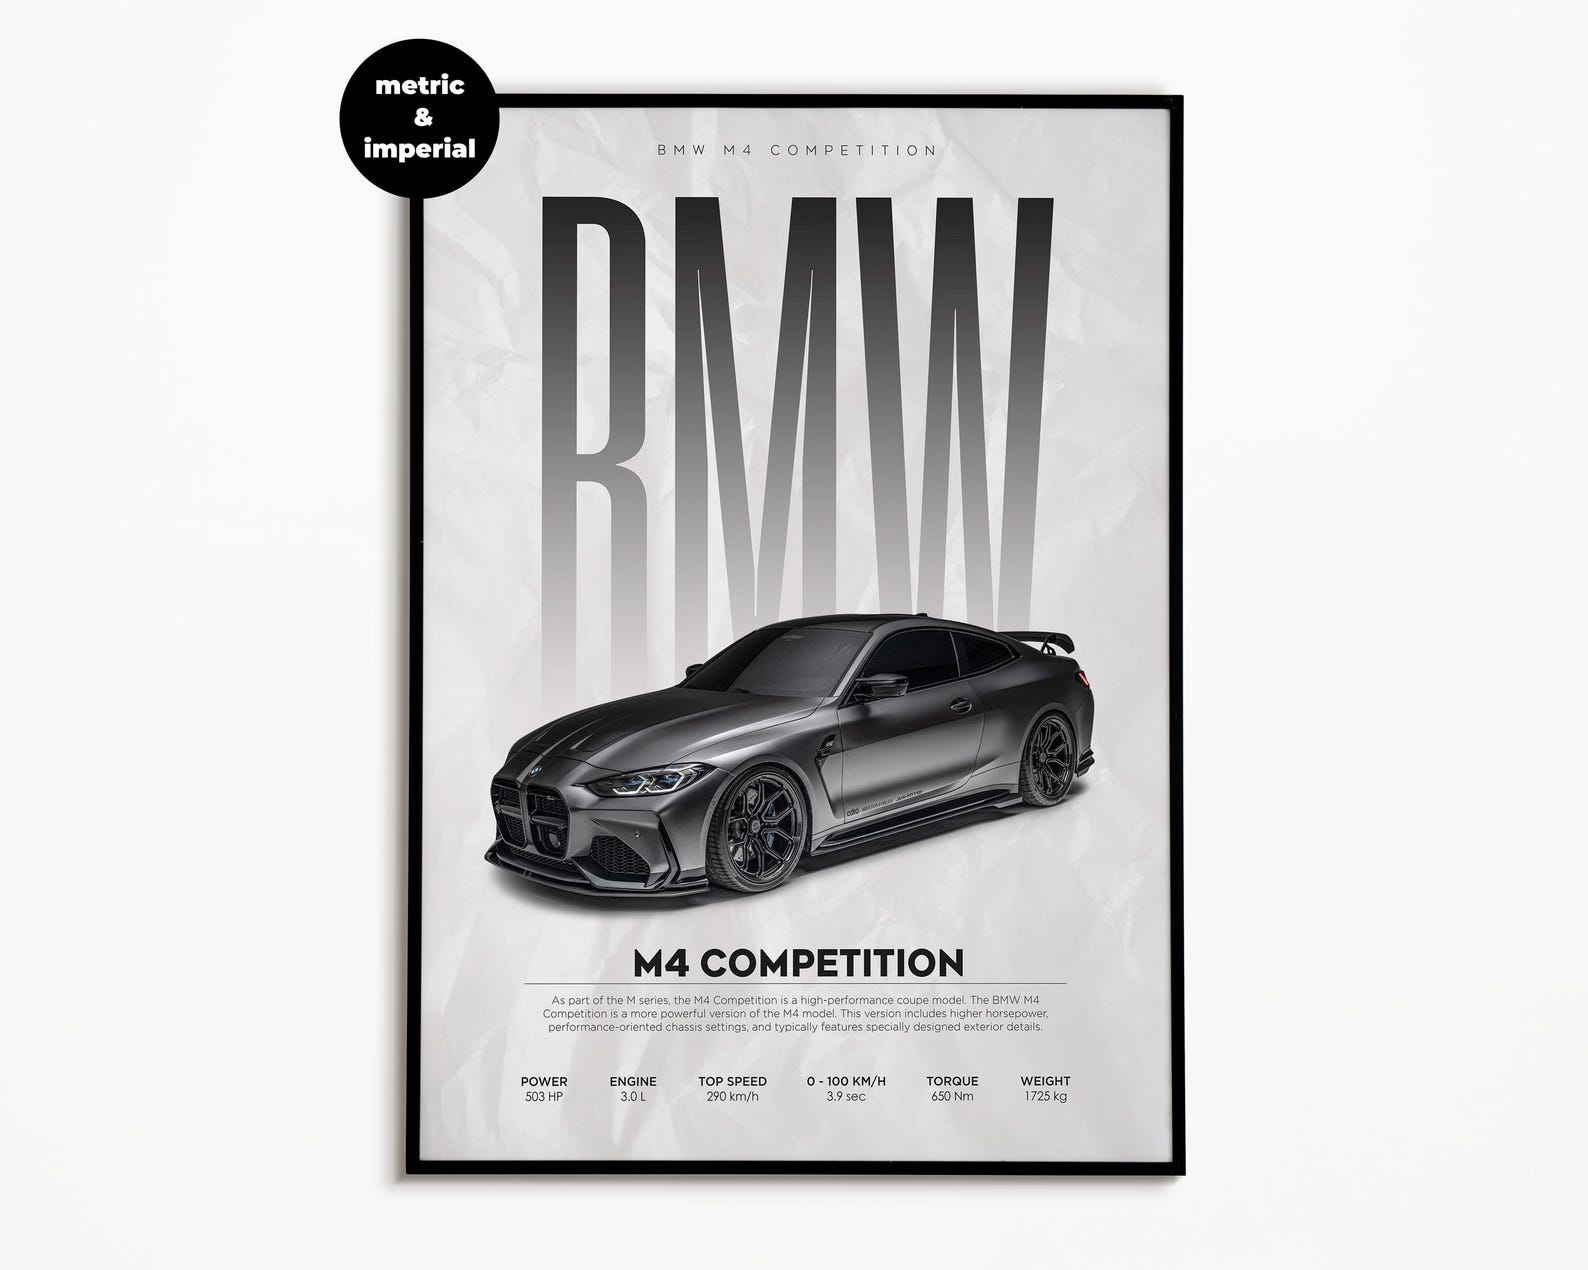 metric
&
imperial
BMW M4 COMPETITION
BMW
M4 COMPETITION
As part of the M series, the M4 Competition is a high-performance coupe model. The BMW M4
Competition is a more powerful version of the M4 model. This version includes higher horsepower,
performance-oriented chassis settings, and typically features specially designed exterior details.
POWER ENGINE TOP SPEED 0 - 100 KM/H TORQUE WEIGHT
503 HP 3.0 L 290 km/h 3.9 sec 650 Nm 1725 kg